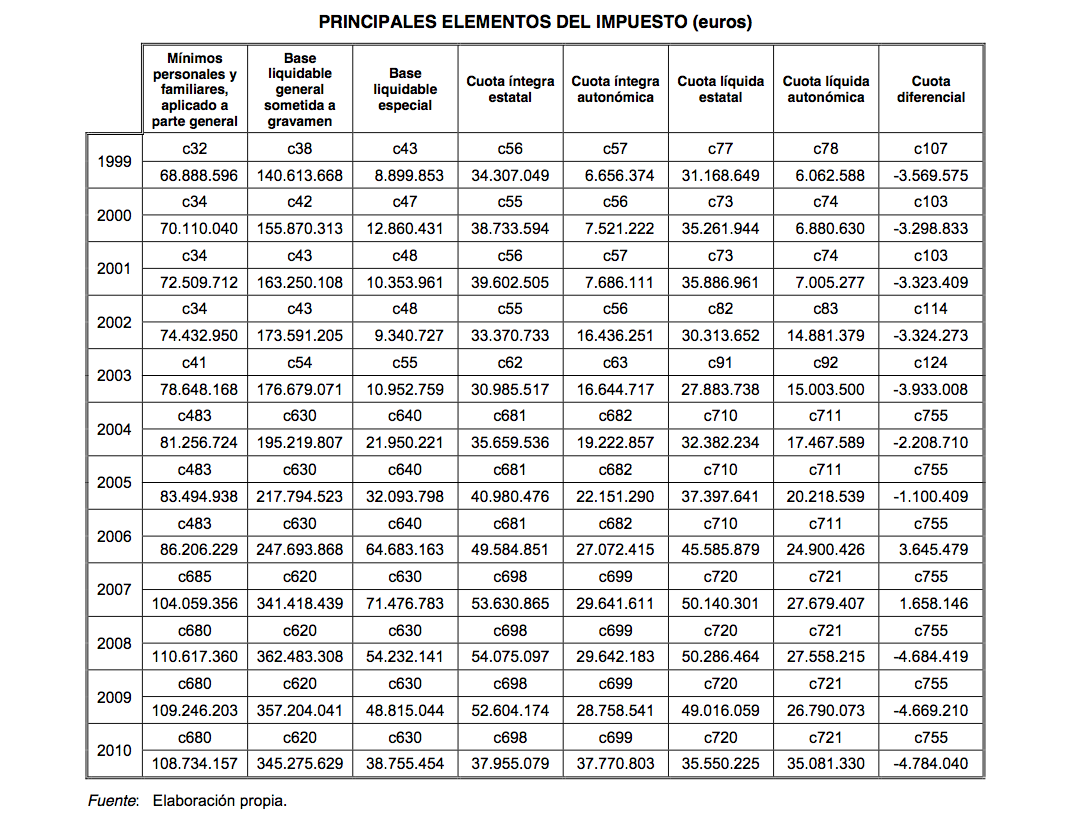 PRINCIPALES ELEMENTOS DEL IMPUESTO (euros)
Mínimos personales y familiares, aplicado a parte general | Base liquidable general sometida a gravamen | Base liquidable especial | Cuota íntegra estatal | Cuota íntegra autonómica | Cuota líquida estatal | Cuota líquida autonómica | Cuota diferencial
1999 | c32 | c38 | c43 | c56 | c57 | c77 | c78 | c107
68.888.596 | 140.613.668 | 8.899.853 | 34.307.049 | 6.656.374 | 31.168.649 | 6.062.588 | -3.569.575
2000 | c34 | c42 | c47 | c55 | c56 | c73 | c74 | c103
70.110.040 | 155.870.313 | 12.860.431 | 38.733.594 | 7.521.222 | 35.261.944 | 6.880.630 | -3.298.833
2001 | c34 | c43 | c48 | c56 | c57 | c73 | c74 | c103
72.509.712 | 163.250.108 | 10.353.961 | 39.602.505 | 7.686.111 | 35.886.961 | 7.005.277 | -3.323.409
2002 | c34 | c43 | c48 | c55 | c56 | c82 | c83 | c114
74.432.950 | 173.591.205 | 9.340.727 | 33.370.733 | 16.436.251 | 30.313.652 | 14.881.379 | -3.324.273
2003 | c41 | c54 | c55 | c62 | c63 | c91 | c92 | c124
78.648.168 | 176.679.071 | 10.952.759 | 30.985.517 | 16.644.717 | 27.883.738 | 15.003.500 | -3.933.008
2004 | c483 | c630 | c640 | c681 | c682 | c710 | c711 | c755
81.256.724 | 195.219.807 | 21.950.221 | 35.659.536 | 19.222.857 | 32.382.234 | 17.467.589 | -2.208.710
2005 | c483 | c630 | c640 | c681 | c682 | c710 | c711 | c755
83.494.938 | 217.794.523 | 32.093.798 | 40.980.476 | 22.151.290 | 37.397.641 | 20.218.539 | -1.100.409
2006 | c483 | c630 | c640 | c681 | c682 | c710 | c711 | c755
86.206.229 | 247.693.868 | 64.683.163 | 49.584.851 | 27.072.415 | 45.585.879 | 24.900.426 | 3.645.479
2007 | c685 | c620 | c630 | c698 | c699 | c720 | c721 | c755
104.059.356 | 341.418.439 | 71.476.783 | 53.630.865 | 29.641.611 | 50.140.301 | 27.679.407 | 1.658.146
2008 | c680 | c620 | c630 | c698 | c699 | c720 | c721 | c755
110.617.360 | 362.483.308 | 54.232.141 | 54.075.097 | 29.642.183 | 50.286.464 | 27.558.215 | -4.684.419
2009 | c680 | c620 | c630 | c698 | c699 | c720 | c721 | c755
109.246.203 | 357.204.041 | 48.815.044 | 52.604.174 | 28.758.541 | 49.016.059 | 26.790.073 | -4.669.210
2010 | c680 | c620 | c630 | c698 | c699 | c720 | c721 | c755
108.734.157 | 345.275.629 | 38.755.454 | 37.955.079 | 37.770.803 | 35.550.225 | 35.081.330 | -4.784.040
Fuente: Elaboración propia.